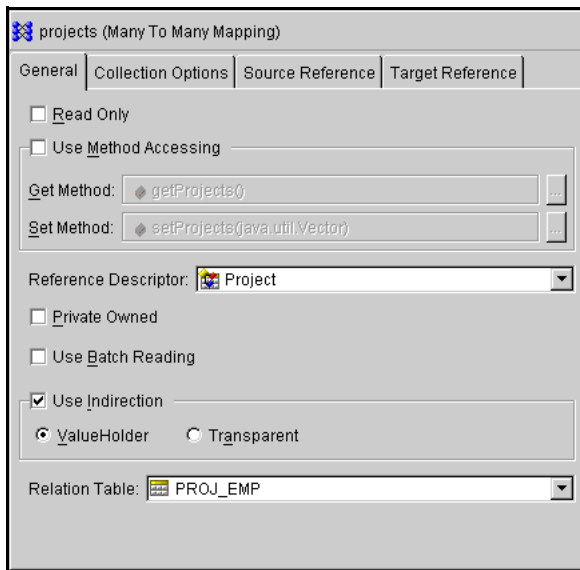 projects (Many To Many Mapping)
General Collection Options Source Reference Target Reference
Read Only
Use Method Accessing
Get Method: getProjects() ...
Set Method: setProjects(java.util.Vector) ...
Reference Descriptor: Project
Private Owned
Use Batch Reading
Use Indirection
ValueHolder Transparent
Relation Table: PROJ_EMP